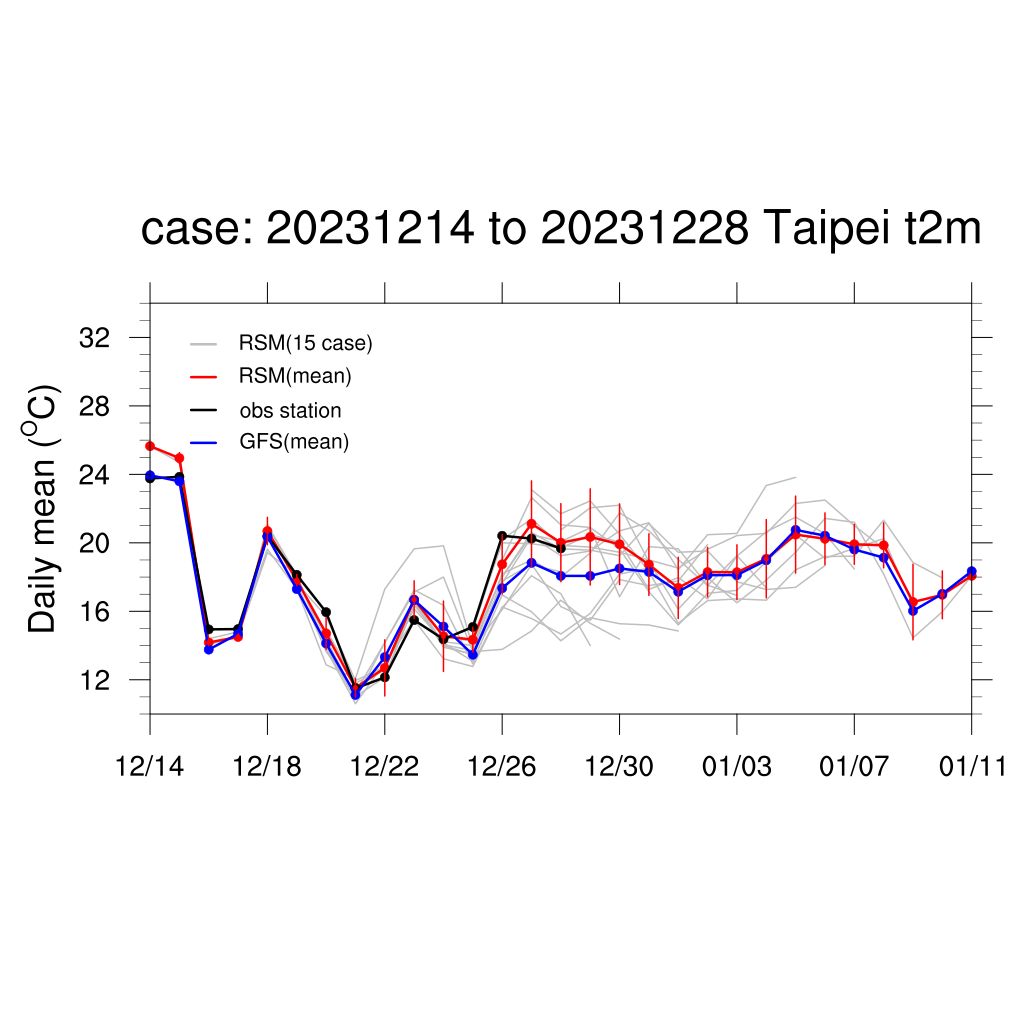 case: 20231214 to 20231228 Taipei t2m
Daily mean (°C)
32
28
24
20
16
12
RSM(15 case)
RSM(mean)
obs station
GFS(mean)
12/14 12/18 12/22 12/26 12/30 01/03 01/07 01/11